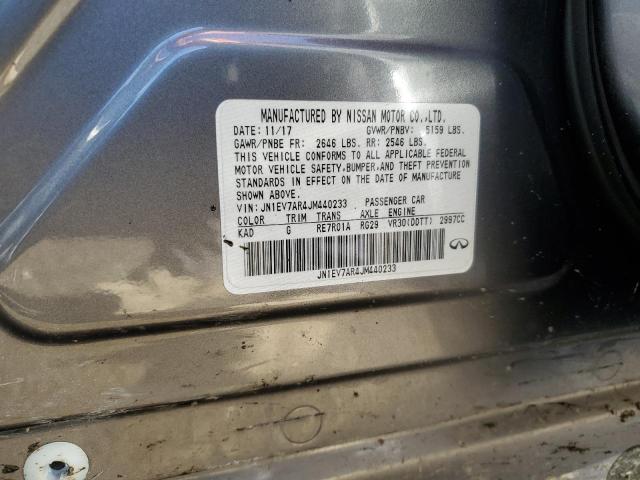 MANUFACTURED BY NISSAN MOTOR CO.,LTD.
DATE: 11/17 GVWR/PNBV: 5159 LBS.
GAWR/PNBE FR: 2646 LBS. RR: 2546 LBS.
THIS VEHICLE CONFORMS TO ALL APPLICABLE FEDERAL
MOTOR VEHICLE SAFETY,BUMPER,AND THEFT PREVENTION
STANDARDS IN EFFECT ON THE DATE OF MANUFACTURE
SHOWN ABOVE.
VIN: JN1EV7AR4JM440233 PASSENGER CAR
COLOR TRIM TRANS AXLE ENGINE
KAD G RE7R01A RG29 VR30(DDTT) 2997CC
JN1EV7AR4JM440233